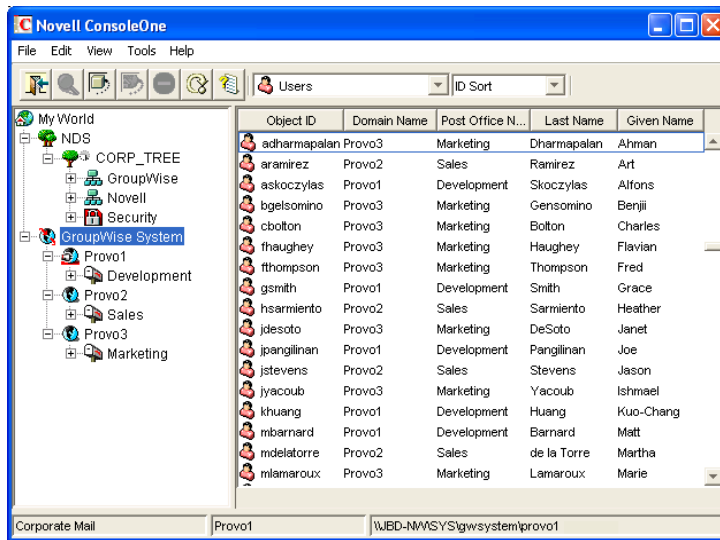 Novell ConsoleOne
File Edit View Tools Help
Users ID Sort
My World
NDS
CORP_TREE
GroupWise
Novell
Security
GroupWise System
Provo1
Development
Provo2
Sales
Provo3
Marketing
Object ID Domain Name Post Office N... Last Name Given Name
adharmapalan Provo3 Marketing Dharmapalan Ahman
aramirez Provo2 Sales Ramirez Art
askoczylas Provo1 Development Skoczylas Alfons
bgelsomino Provo3 Marketing Gensomino Benjii
cbolton Provo3 Marketing Bolton Charles
fhaughey Provo3 Marketing Haughey Flavian
fthompson Provo3 Marketing Thompson Fred
gsmith Provo1 Development Smith Grace
hsarmiento Provo2 Sales Sarmiento Heather
jdesoto Provo3 Marketing DeSoto Janet
jpangilinan Provo1 Development Pangilinan Joe
jstevens Provo2 Sales Stevens Jason
jyacoub Provo3 Marketing Yacoub Ishmael
khuang Provo1 Development Huang Kuo-Chang
mbarnard Provo1 Development Barnard Matt
mdelatorre Provo2 Sales de la Torre Martha
mlamaroux Provo3 Marketing Lamaroux Marie
Corporate Mail Provo1 \\JBD-NW\SYS\gwsystem\provo1